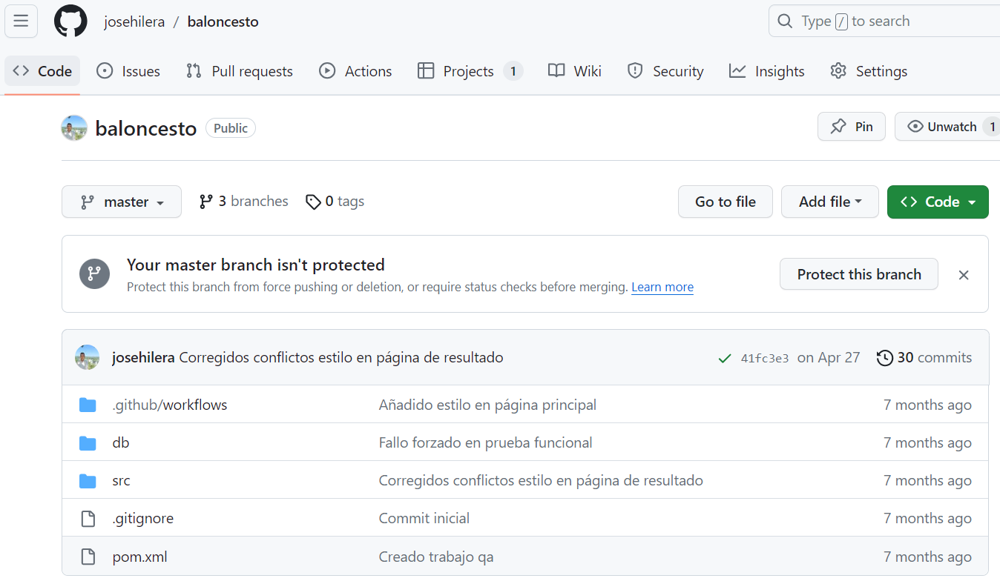 josehilera / baloncesto
Type / to search
Code Issues Pull requests Actions Projects 1 Wiki Security Insights Settings
baloncesto Public
Pin Unwatch 1
master 3 branches 0 tags Go to file Add file Code
Your master branch isn't protected
Protect this branch from force pushing or deletion, or require status checks before merging. Learn more
Protect this branch
josehilera Corregidos conflictos estilo en página de resultado 41fc3e3 on Apr 27 30 commits
.github/workflows Añadido estilo en página principal 7 months ago
db Fallo forzado en prueba funcional 7 months ago
src Corregidos conflictos estilo en página de resultado 7 months ago
.gitignore Commit inicial 7 months ago
pom.xml Creado trabajo qa 7 months ago